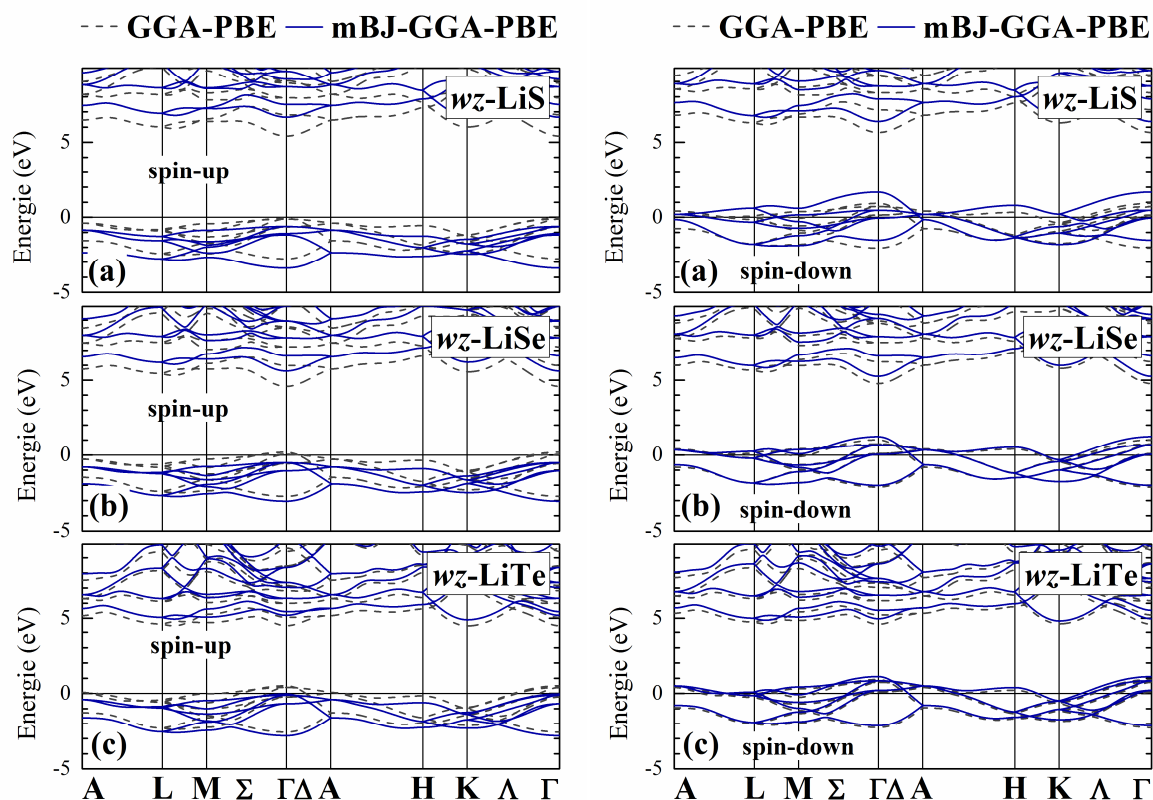 GGA-PBE mBJ-GGA-PBE GGA-PBE mBJ-GGA-PBE
Energie (eV)
5
0
-5
wz-LiS
spin-up
(a)
Energie (eV)
5
0
-5
wz-LiS
(a)
spin-down
Energie (eV)
5
0
-5
wz-LiSe
spin-up
(b)
Energie (eV)
5
0
-5
wz-LiSe
(b)
spin-down
Energie (eV)
5
0
-5
wz-LiTe
spin-up
(c)
Energie (eV)
5
0
-5
wz-LiTe
(c)
spin-down
A L M Σ Γ Δ A H K Λ Γ A L M Σ Γ Δ A H K Λ Γ